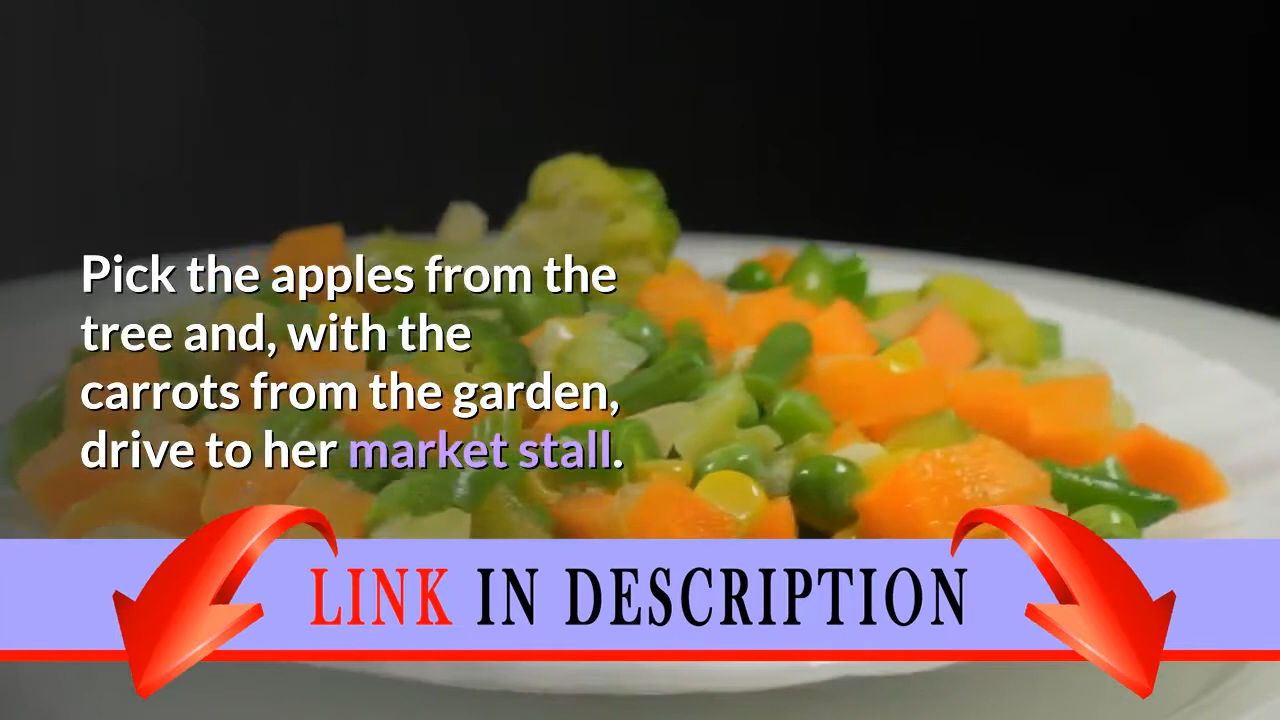 Pick the apples from the
tree and, with the
carrots from the garden,
drive to her market stall.
LINK IN DESCRIPTION